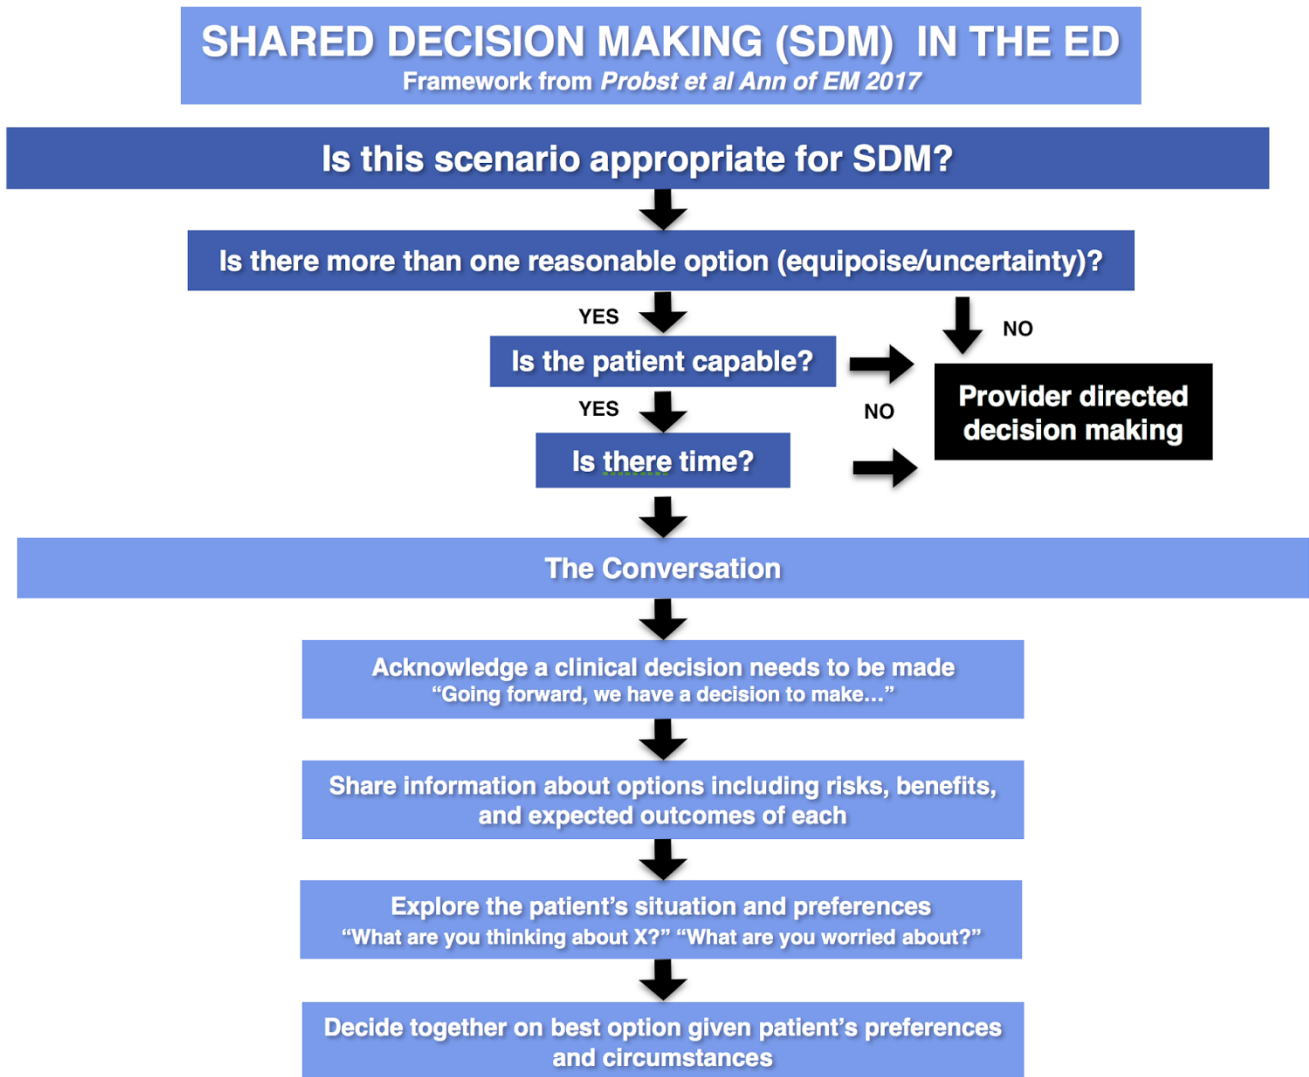 SHARED DECISION MAKING (SDM) IN THE ED
Framework from Probst et al Ann of EM 2017
Is this scenario appropriate for SDM?
Is there more than one reasonable option (equipoise/uncertainty)?
YES
NO
Is the patient capable?
Provider directed
decision making
YES
NO
Is there time?
The Conversation
Acknowledge a clinical decision needs to be made
“Going forward, we have a decision to make…”
Share information about options including risks, benefits,
and expected outcomes of each
Explore the patient’s situation and preferences
“What are you thinking about X?” “What are you worried about?”
Decide together on best option given patient’s preferences
and circumstances